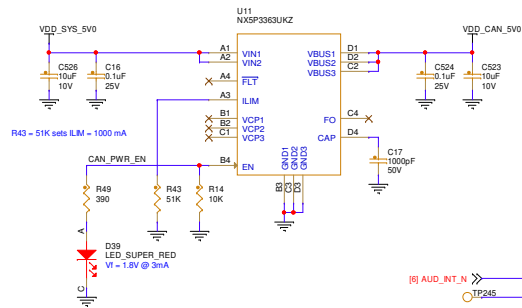 U11
NX5P3363UKZ
VDD_SYS_5V0
VDD_CAN_5V0
A1 VIN1 VBUS1 D1
A2 VIN2 VBUS2 D2
VBUS3 C2
C526
10uF
10V
C16
0.1uF
25V
C524
0.1uF
25V
C523
10uF
10V
A4 FLT
A3 ILIM
B1 VCP1 FO C4
B2 VCP2
C1 VCP3 CAP D4
R43 = 51K sets ILIM = 1000 mA
CAN_PWR_EN B4 EN
GND1
GND2
GND3
B3
C3
D3
C17
1000pF
50V
R49
390
R43
51K
R14
10K
A
D39
LED_SUPER_RED
Vf = 1.8V @ 3mA
C
[6] AUD_INT_N
TP245